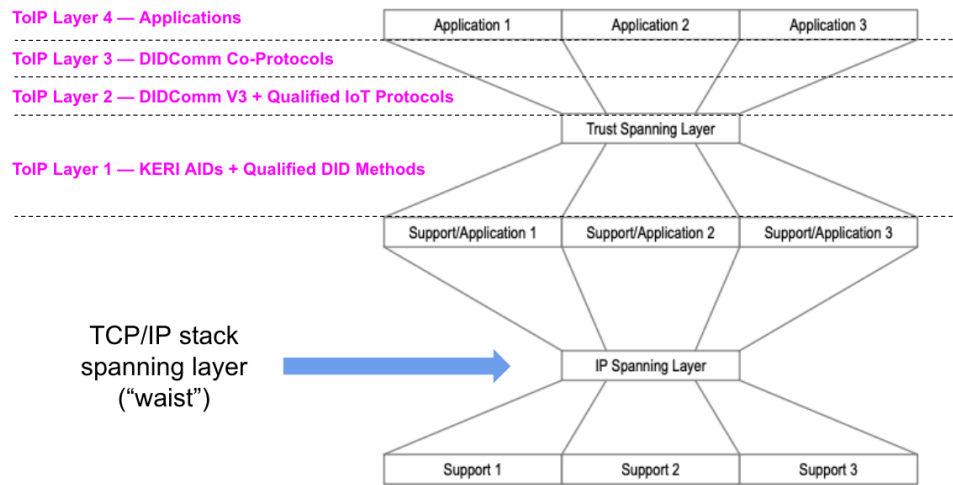 ToIP Layer 4 — Applications
Application 1 Application 2 Application 3
ToIP Layer 3 — DIDComm Co-Protocols
ToIP Layer 2 — DIDComm V3 + Qualified IoT Protocols
Trust Spanning Layer
ToIP Layer 1 — KERI AIDs + Qualified DID Methods
Support/Application 1 Support/Application 2 Support/Application 3
TCP/IP stack
spanning layer
(“waist”)
IP Spanning Layer
Support 1 Support 2 Support 3